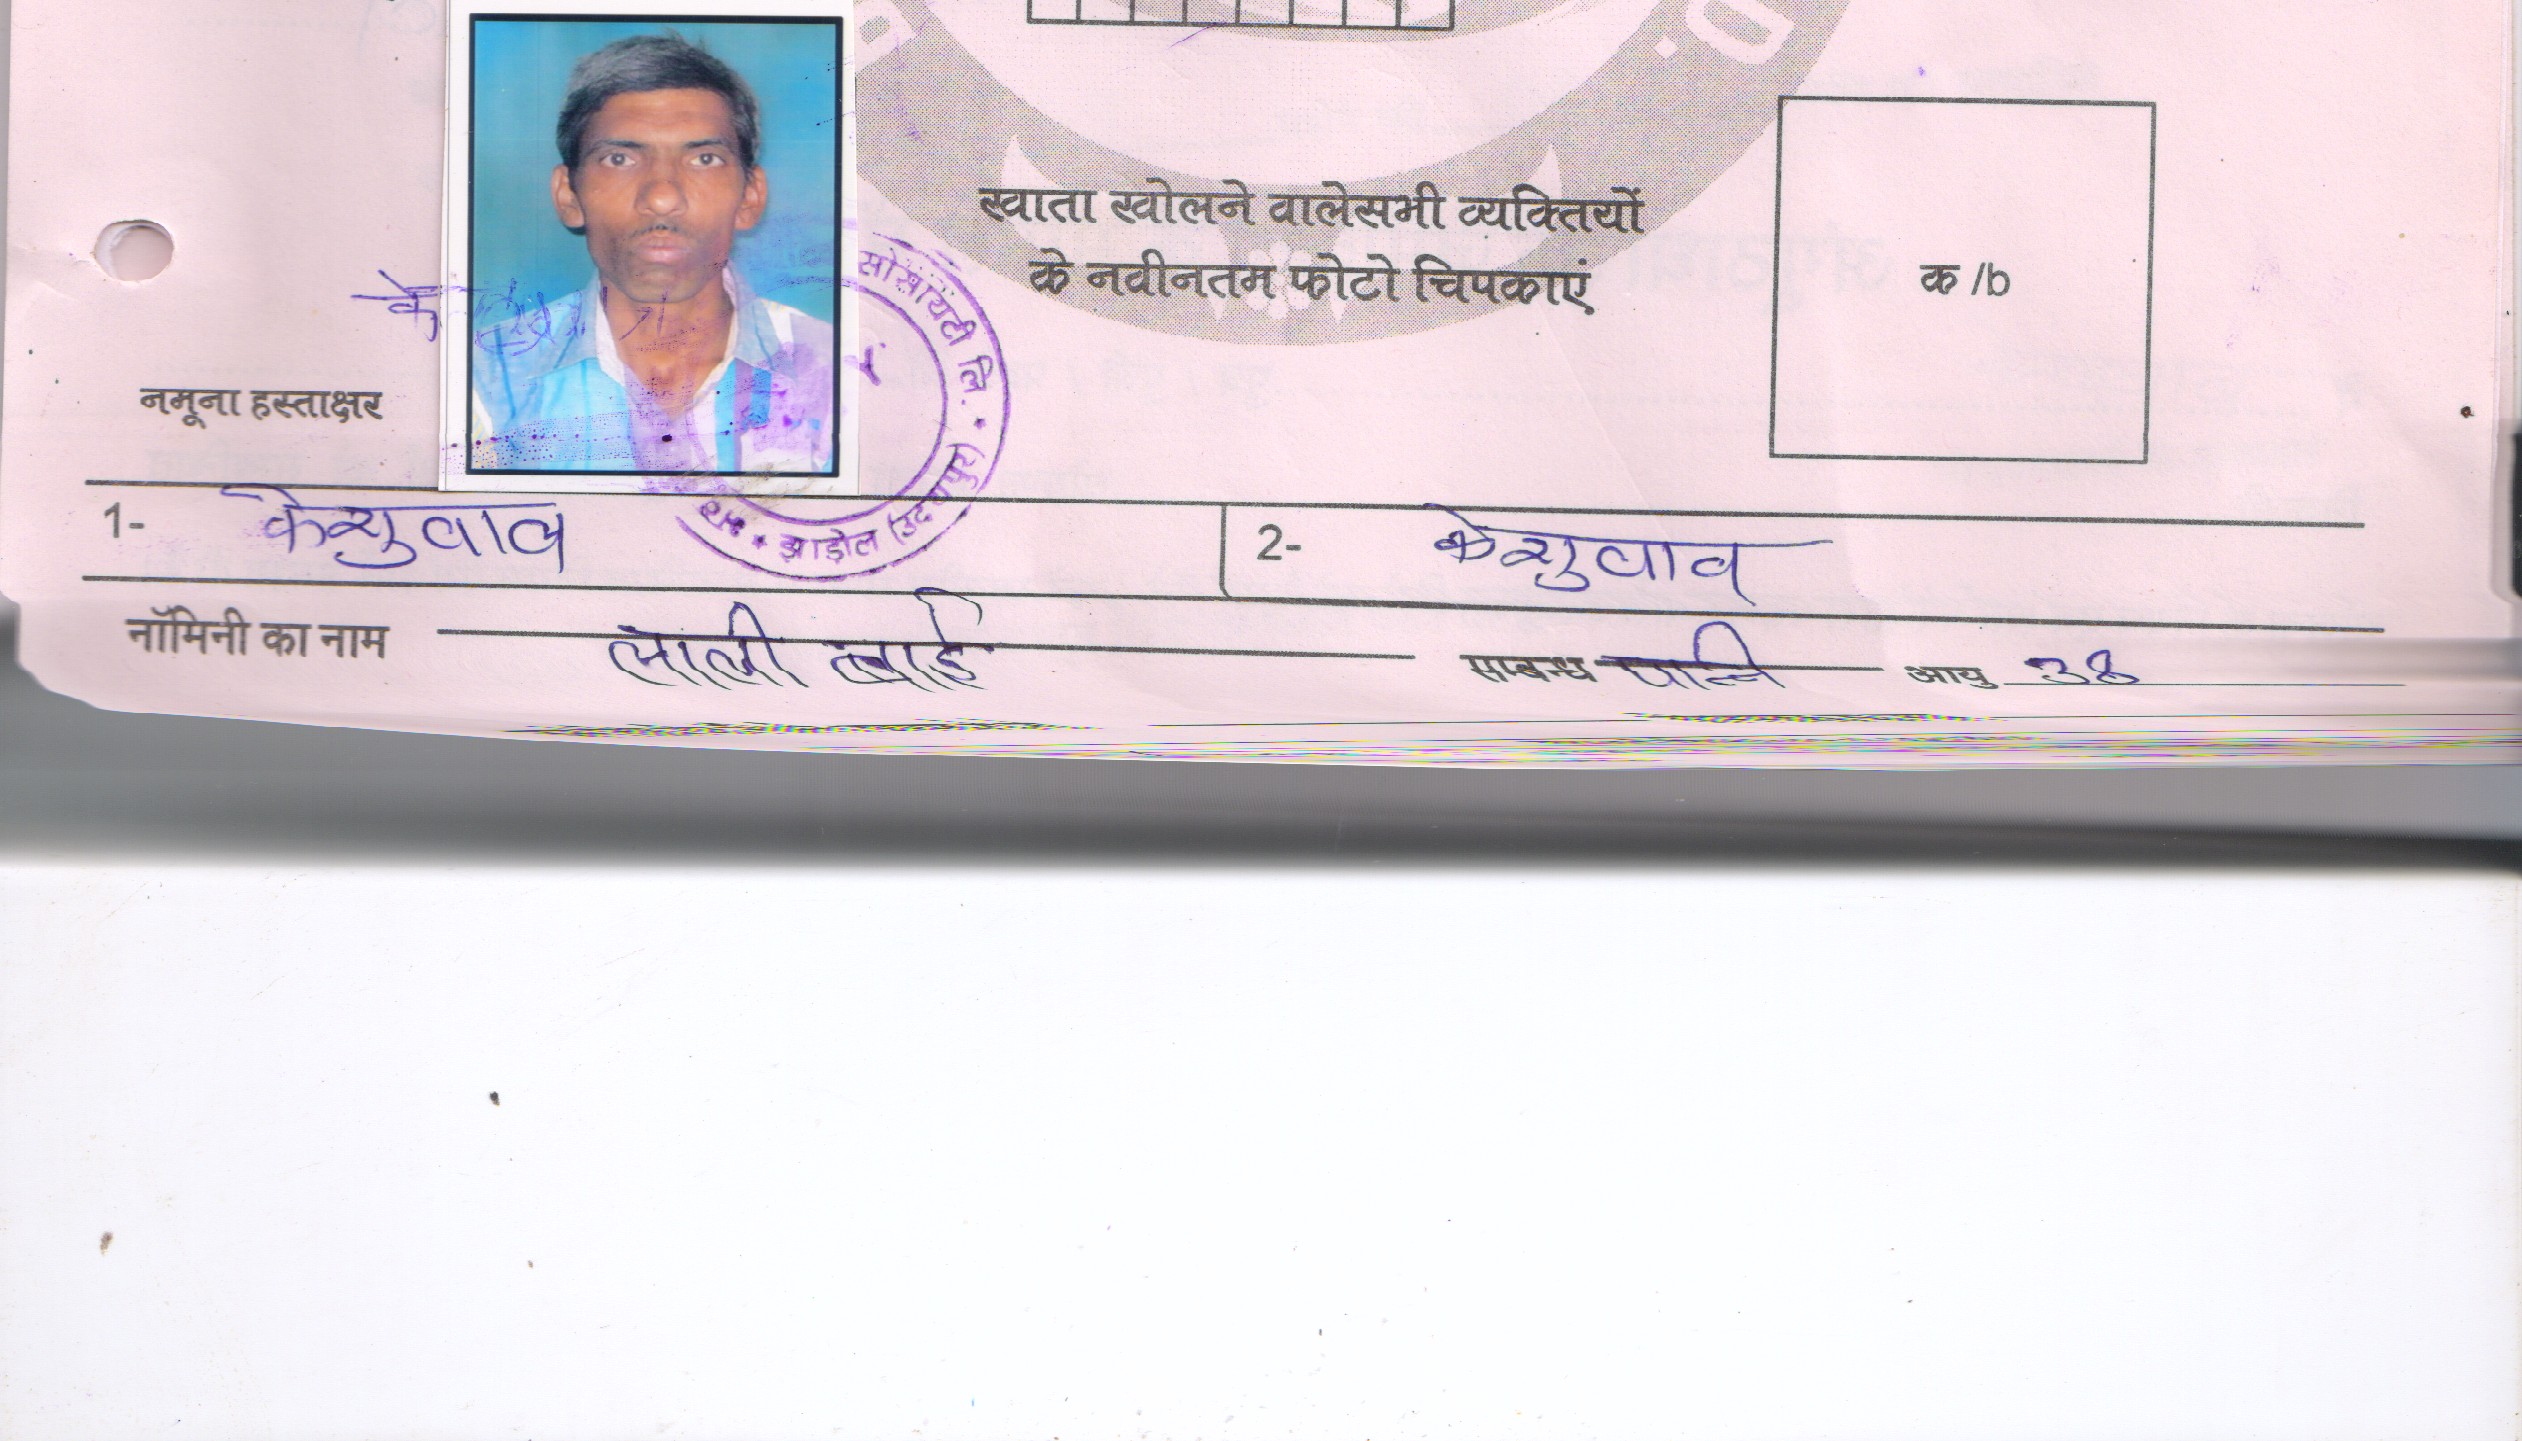 खाता खोलने वालेसभी व्यक्तियों
के नवीनतम फोटो चिपकाएं
क /b
नमूना हस्ताक्षर
सोसायटी लि. * झाडोल (उदयपुर) *
1- केसुलाल 2- केसुलाल
नॉमिनी का नाम लाली बाई सम्बन्ध पत्नि आयु 38